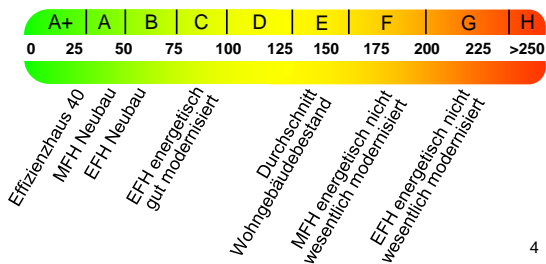 A+ A B C D E F G H
0 25 50 75 100 125 150 175 200 225 >250
Effizienzhaus 40
MFH Neubau
EFH Neubau
EFH energetisch
gut modernisiert
Durchschnitt
Wohngebäudebestand
MFH energetisch nicht
wesentlich modernisiert
EFH energetisch nicht
wesentlich modernisiert
4